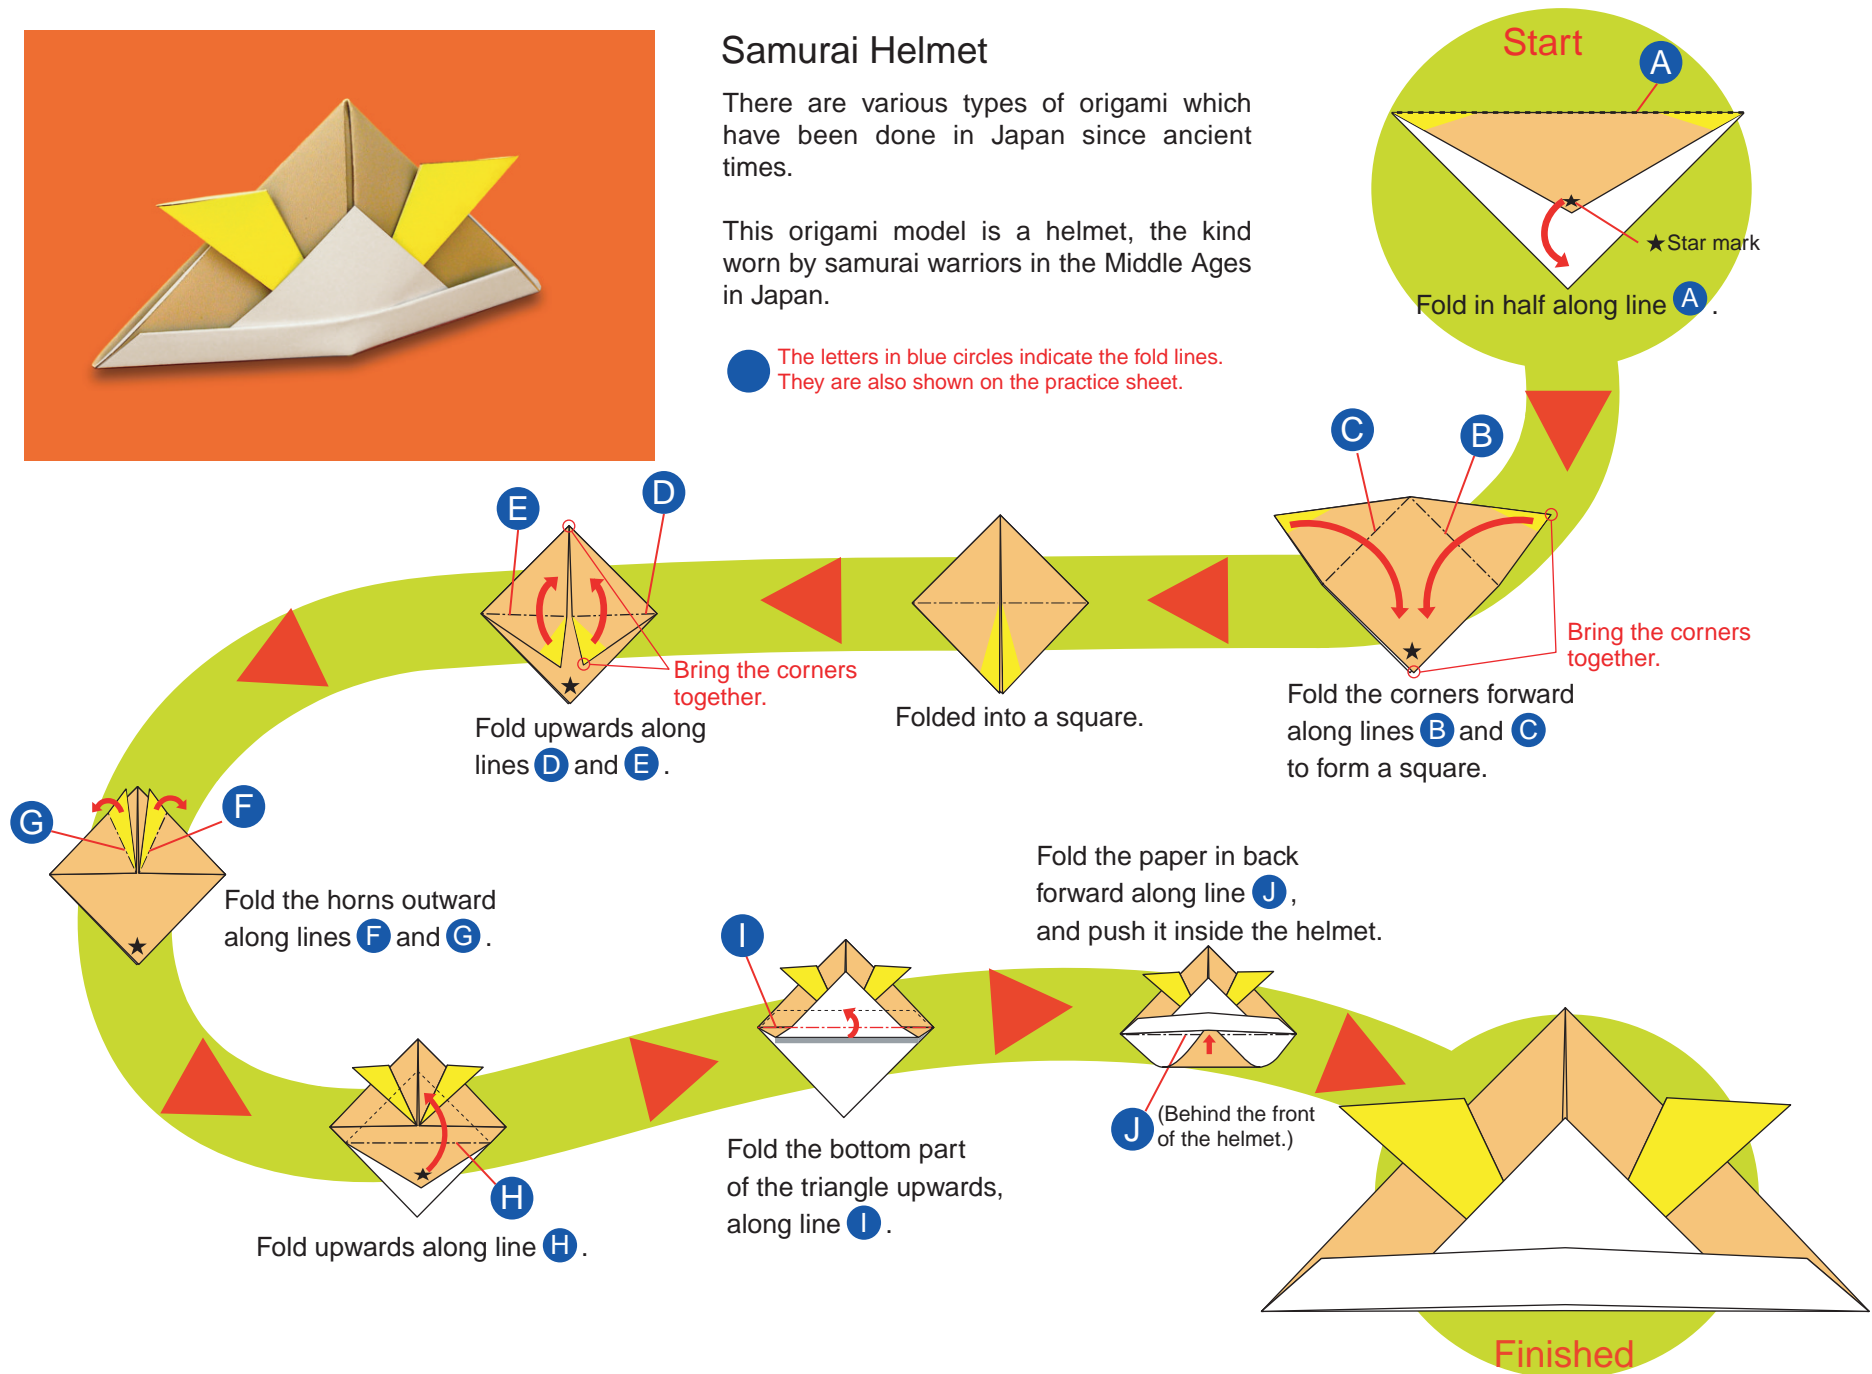 Samurai Helmet
There are various types of origami which
have been done in Japan since ancient
times.
This origami model is a helmet, the kind
worn by samurai warriors in the Middle Ages
in Japan.
The letters in blue circles indicate the fold lines.
They are also shown on the practice sheet.
Start
A
★Star mark
Fold in half along line A .
C
B
Bring the corners
together.
Fold the corners forward
along lines B and C
to form a square.
Folded into a square.
E
D
Bring the corners
together.
Fold upwards along
lines D and E .
G
F
Fold the horns outward
along lines F and G .
H
Fold upwards along line H .
I
Fold the bottom part
of the triangle upwards,
along line I .
Fold the paper in back
forward along line J ,
and push it inside the helmet.
J
(Behind the front
of the helmet.)
Finished